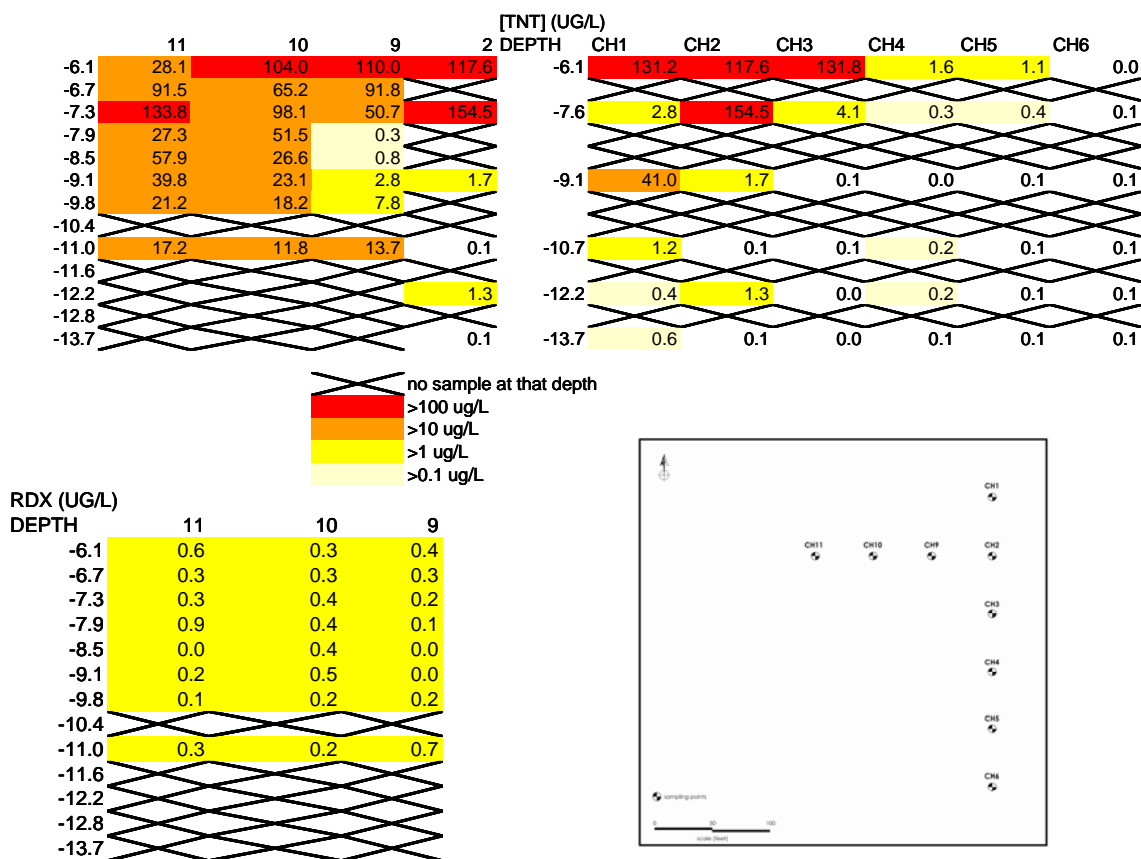 [TNT] (UG/L)
11 10 9 2 DEPTH CH1 CH2 CH3 CH4 CH5 CH6
-6.1 28.1 104.0 110.0 117.6 -6.1 131.2 117.6 131.8 1.6 1.1 0.0
-6.7 91.5 65.2 91.8
-7.3 133.8 98.1 50.7 154.5 -7.6 2.8 154.5 4.1 0.3 0.4 0.1
-7.9 27.3 51.5 0.3
-8.5 57.9 26.6 0.8
-9.1 39.8 23.1 2.8 1.7 -9.1 41.0 1.7 0.1 0.0 0.1 0.1
-9.8 21.2 18.2 7.8
-10.4
-11.0 17.2 11.8 13.7 0.1 -10.7 1.2 0.1 0.1 0.2 0.1 0.1
-11.6
-12.2 1.3 -12.2 0.4 1.3 0.0 0.2 0.1 0.1
-12.8
-13.7 0.1 -13.7 0.6 0.1 0.0 0.1 0.1 0.1
no sample at that depth
>100 ug/L
>10 ug/L
>1 ug/L
>0.1 ug/L
RDX (UG/L)
DEPTH 11 10 9
-6.1 0.6 0.3 0.4
-6.7 0.3 0.3 0.3
-7.3 0.3 0.4 0.2
-7.9 0.9 0.4 0.1
-8.5 0.0 0.4 0.0
-9.1 0.2 0.5 0.0
-9.8 0.1 0.2 0.2
-10.4
-11.0 0.3 0.2 0.7
-11.6
-12.2
-12.8
-13.7
CH1
CH11 CH10 CH9 CH2
CH3
CH4
CH5
CH6
sampling points
0 50 100
scale (feet)